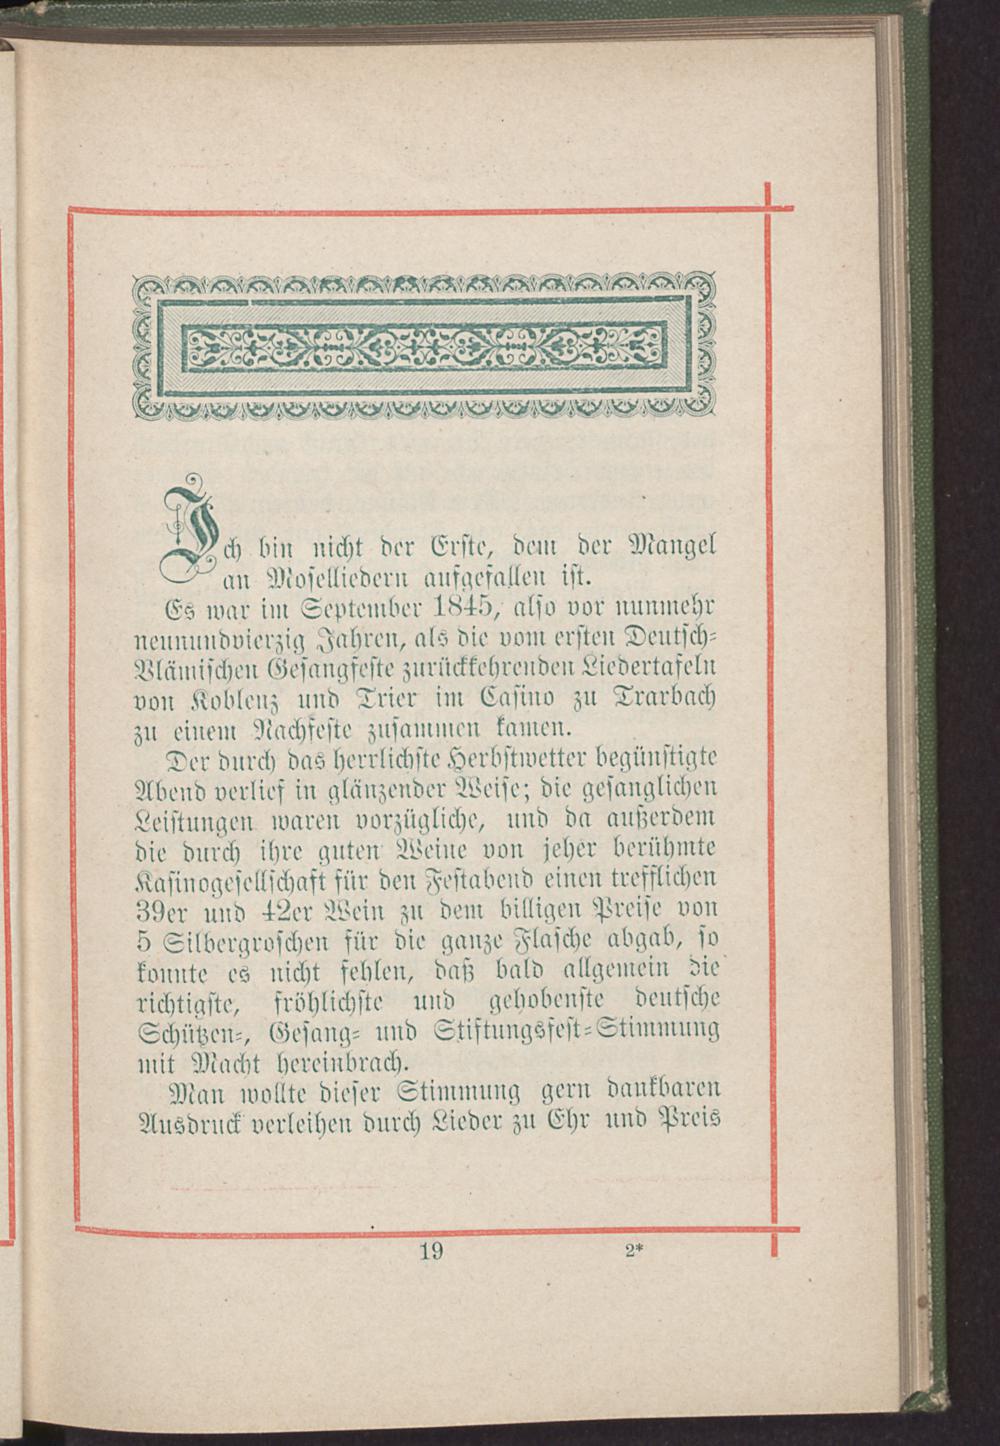 Ich bin nicht der Erste, dem der Mangel
an Moselliedern aufgefallen ist.
Es war im September 1845, also vor nunmehr
neunundvierzig Jahren, als die vom ersten Deutsch-
Vlämischen Gesangfeste zurückkehrenden Liedertafeln
von Koblenz und Trier im Casino zu Trarbach
zu einem Nachfeste zusammen kamen.
Der durch das herrlichste Herbstwetter begünstigte
Abend verlief in glänzender Weise; die gesanglichen
Leistungen waren vorzügliche, und da außerdem
die durch ihre guten Weine von jeher berühmte
Kasinogesellschaft für den Festabend einen trefflichen
39er und 42er Wein zu dem billigen Preise von
5 Silbergroschen für die ganze Flasche abgab, so
konnte es nicht fehlen, daß bald allgemein die
richtigste, fröhlichste und gehobenste deutsche
Schützen-, Gesang- und Stiftungsfest-Stimmung
mit Macht hereinbrach.
Man wollte dieser Stimmung gern dankbaren
Ausdruck verleihen durch Lieder zu Ehr und Preis
19
2*